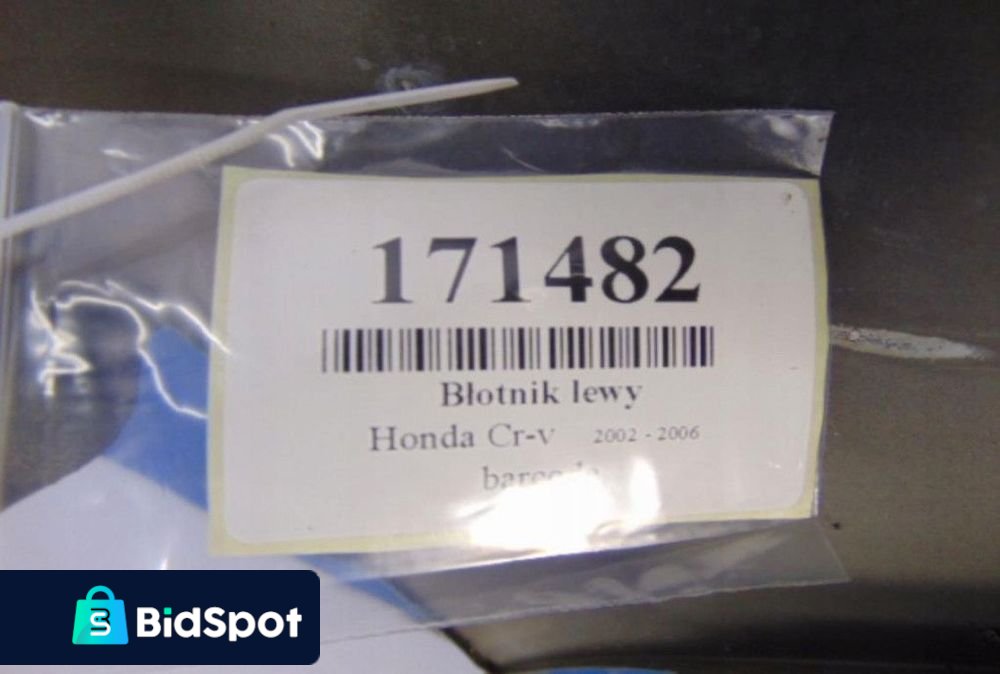 171482
Błotnik lewy
Honda Cr-v 2002 - 2006
BidSpot